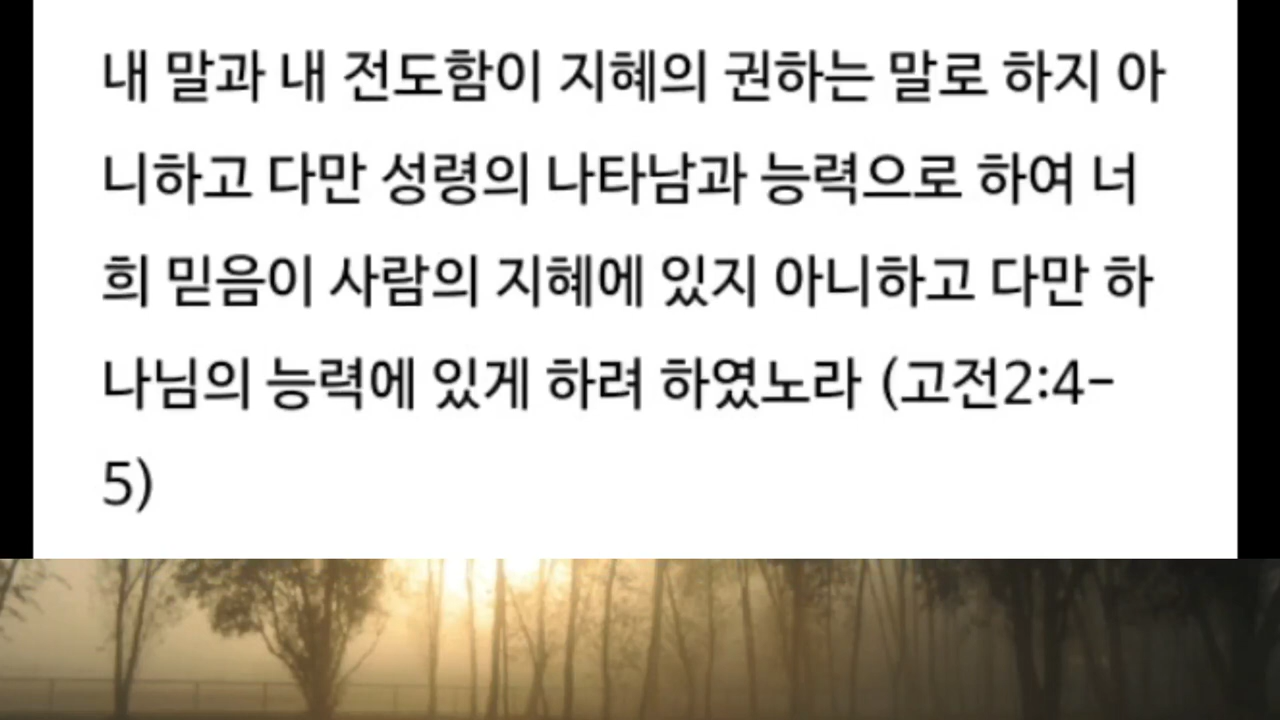 내 말과 내 전도함이 지혜의 권하는 말로 하지 아
니하고 다만 성령의 나타남과 능력으로 하여 너
희 믿음이 사람의 지혜에 있지 아니하고 다만 하
나님의 능력에 있게 하려 하였노라 (고전2:4-
5)